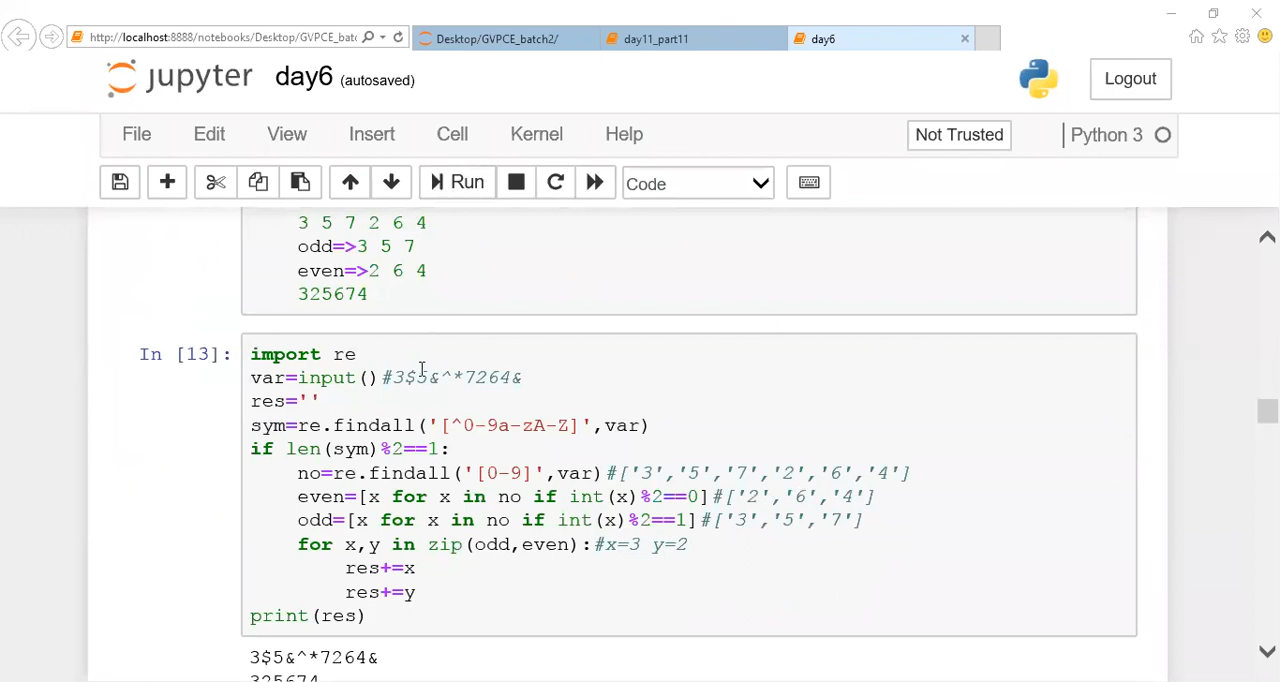 http://localhost:8888/notebooks/Desktop/GVPCE_batc
Desktop/GVPCE_batch2/
day11_part11
day6
jupyter
day6 (autosaved)
Logout
File Edit View Insert Cell Kernel Help
Not Trusted
Python 3
Run
Code
3 5 7 2 6 4
odd=>3 5 7
even=>2 6 4
325674
In [13]:
import re
var=input()#3$5&^*7264&
res=''
sym=re.findall('[^0-9a-zA-Z]',var)
if len(sym)%2==1:
    no=re.findall('[0-9]',var)#['3','5','7','2','6','4']
    even=[x for x in no if int(x)%2==0]#['2','6','4']
    odd=[x for x in no if int(x)%2==1]#['3','5','7']
    for x,y in zip(odd,even):#x=3 y=2
        res+=x
        res+=y
print(res)
3$5&^*7264&
325674